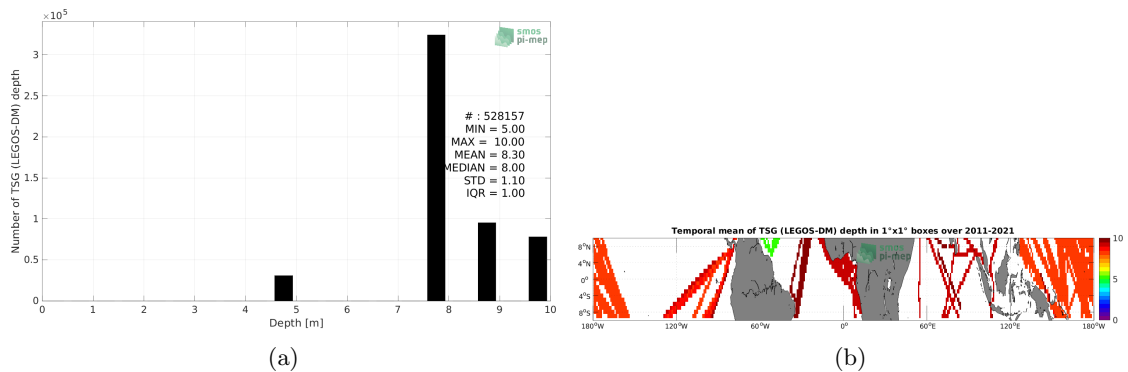 ×10⁵
smos
pi-mep
3
2.5
2
1.5
1
0.5
0
Number of TSG (LEGOS-DM) depth
# : 528157
MIN = 5.00
MAX = 10.00
MEAN = 8.30
MEDIAN = 8.00
STD = 1.10
IQR = 1.00
0 1 2 3 4 5 6 7 8 9 10
Depth [m]
(a)
Temporal mean of TSG (LEGOS-DM) depth in 1°x1° boxes over 2011-2021
smos
pi-mep
8°N
4°N
0°
4°S
8°S
180°W 120°W 60°W 0° 60°E 120°E 180°W
10
5
0
(b)